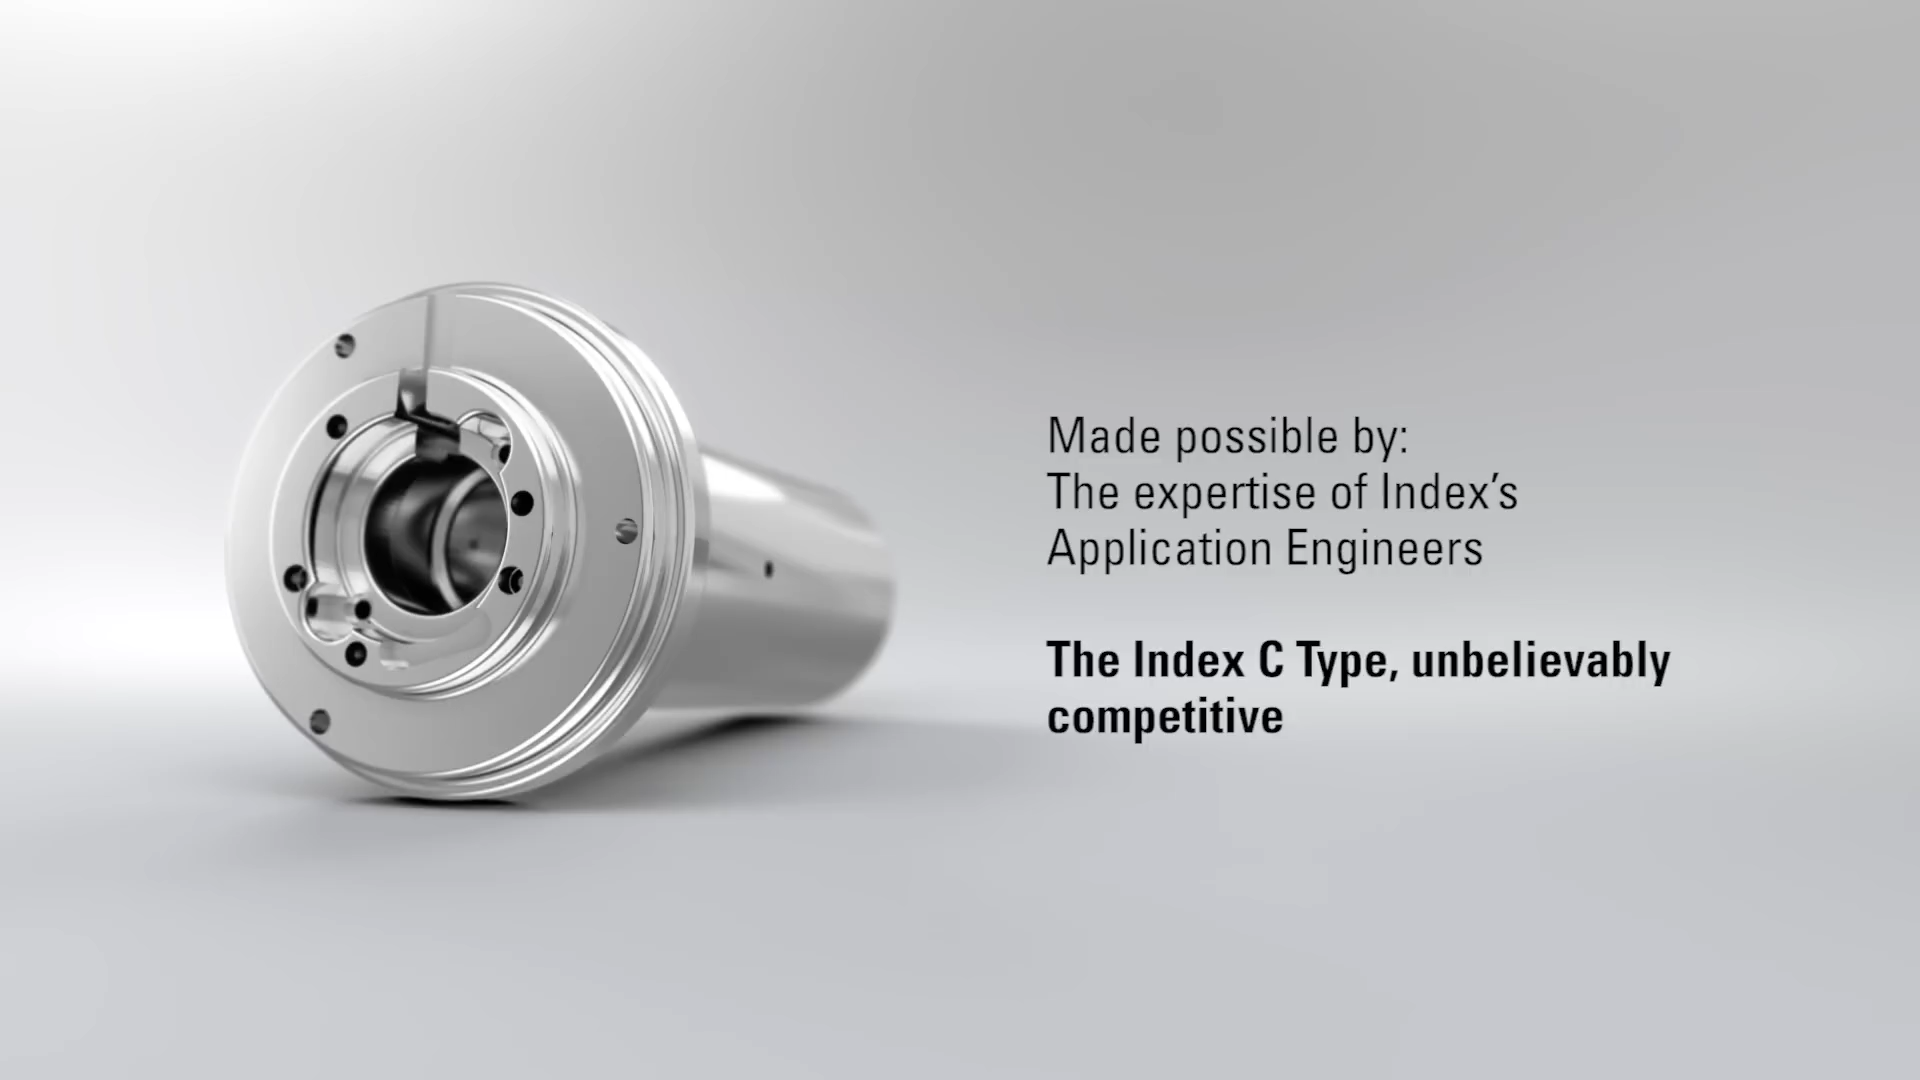 Made possible by:
The expertise of Index’s
Application Engineers
The Index C Type, unbelievably
competitive